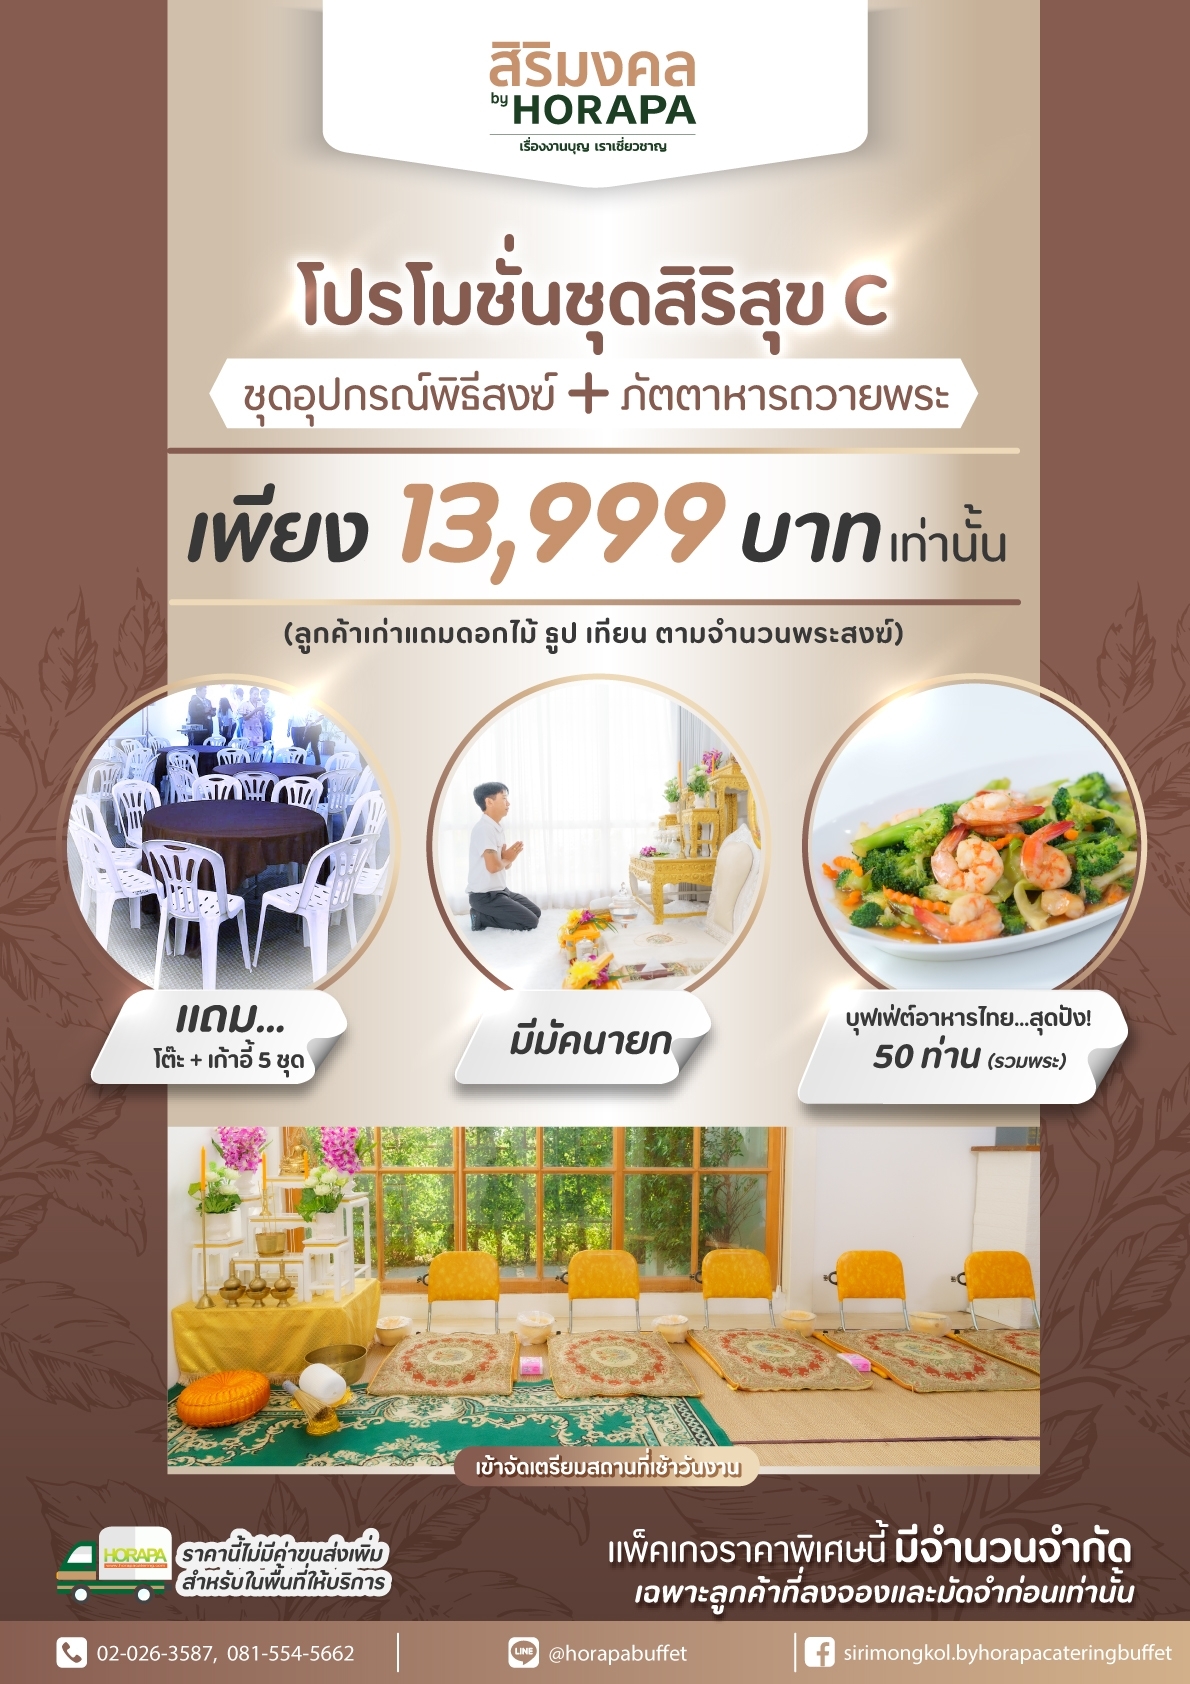 สิริมงคล
by HORAPA
เรื่องงานบุญ เราเชี่ยวชาญ
โปรโมชั่นชุดสิริสุข C
ชุดอุปกรณ์พิธีสงฆ์ + ภัตตาหารถวายพระ
เพียง 13,999 บาท เท่านั้น
(ลูกค้าเก่าแถมดอกไม้ ธูป เทียน ตามจำนวนพระสงฆ์)
แถม...
โต๊ะ + เก้าอี้ 5 ชุด
มีมัคนายก
บุฟเฟ่ต์อาหารไทย...สุดปัง!
50 ท่าน (รวมพระ)
เข้าจัดเตรียมสถานที่เช้าวันงาน
HORAPA
ราคานี้ไม่มีค่าขนส่งเพิ่ม
สำหรับในพื้นที่ให้บริการ
แพ็คเกจราคาพิเศษนี้ มีจำนวนจำกัด
เฉพาะลูกค้าที่ลงจองและมัดจำก่อนเท่านั้น
02-026-3587, 081-554-5662
LINE @horapabuffet
sirimongkol.byhorapacateringbuffet